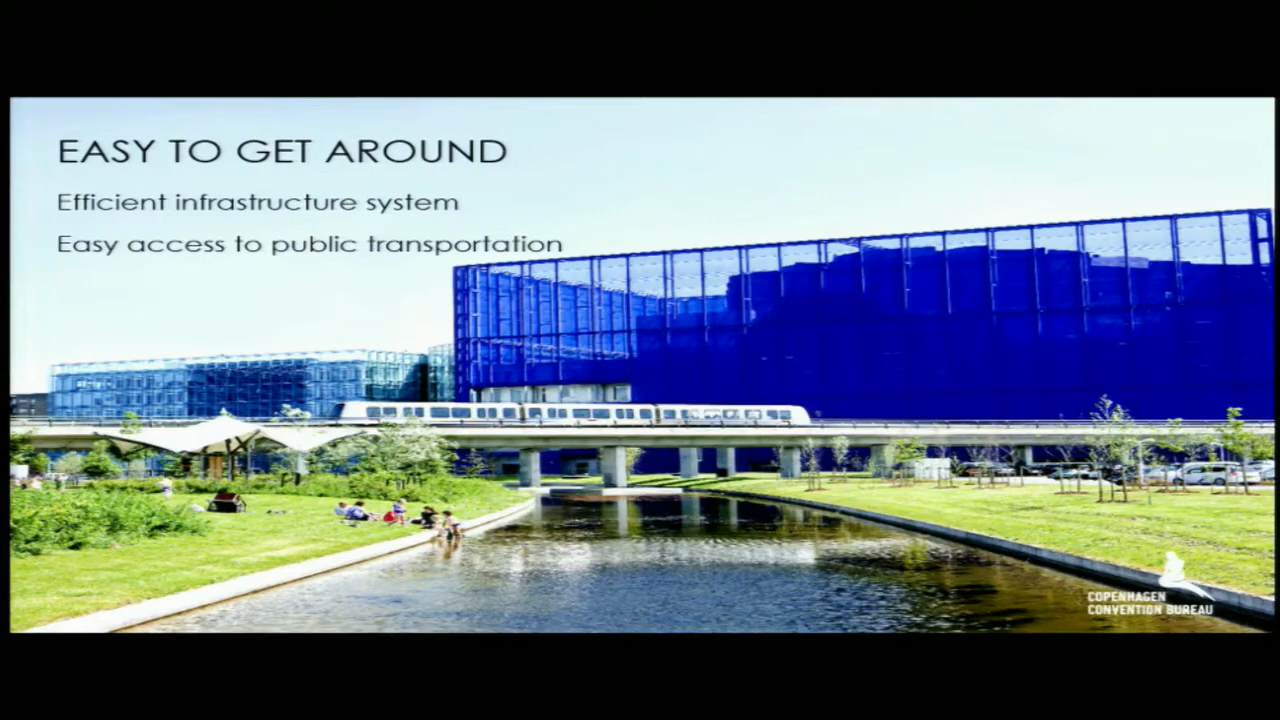 EASY TO GET AROUND
Efficient infrastructure system
Easy access to public transportation
COPENHAGEN
CONVENTION BUREAU